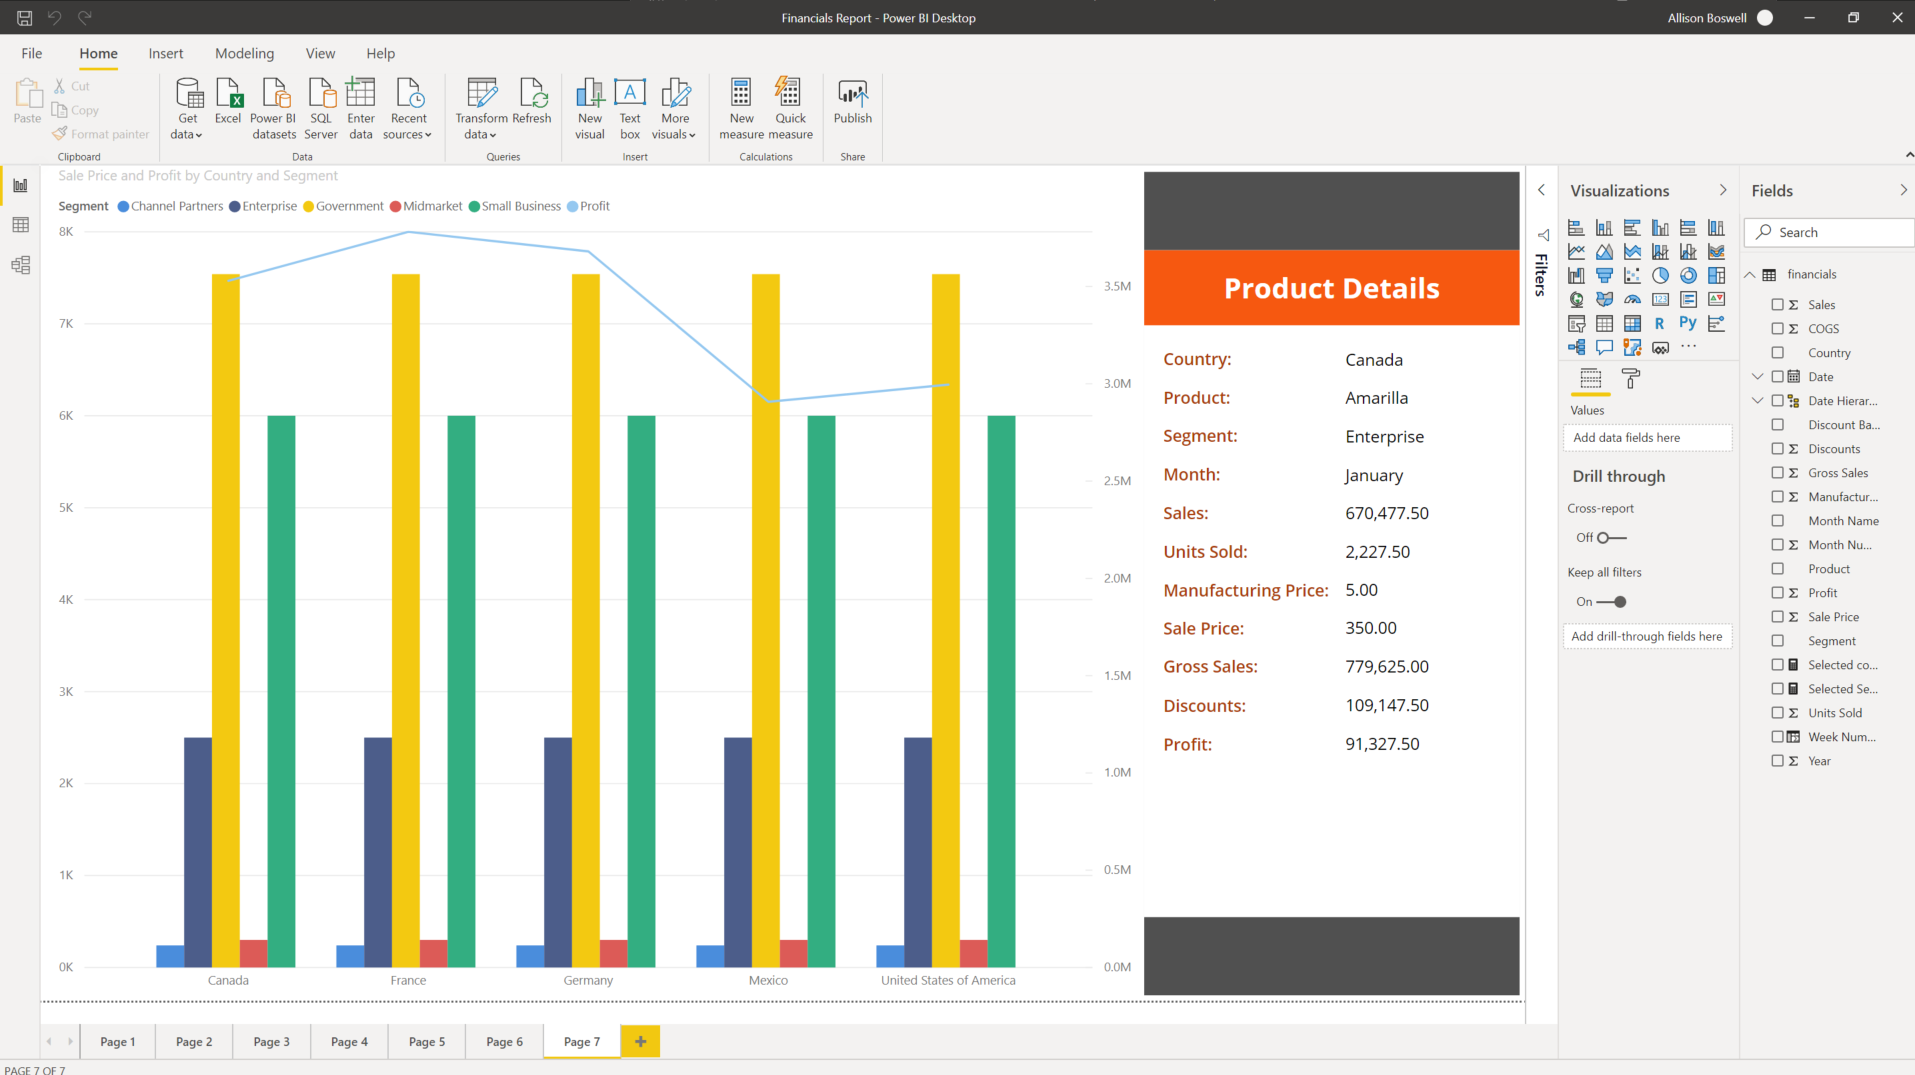 Financials Report - Power BI Desktop
Allison Boswell
File Home Insert Modeling View Help
Paste
Cut
Copy
Format painter
Clipboard
Get data
Excel
Power BI datasets
SQL Server
Enter data
Recent sources
Data
Transform data
Refresh
Queries
New visual
Text box
More visuals
Insert
New measure
Quick measure
Calculations
Publish
Share
Sale Price and Profit by Country and Segment
Segment Channel Partners Enterprise Government Midmarket Small Business Profit
8K
7K
6K
5K
4K
3K
2K
1K
0K
3.5M
3.0M
2.5M
2.0M
1.5M
1.0M
0.5M
0.0M
Canada France Germany Mexico United States of America
Product Details
Country: Canada
Product: Amarilla
Segment: Enterprise
Month: January
Sales: 670,477.50
Units Sold: 2,227.50
Manufacturing Price: 5.00
Sale Price: 350.00
Gross Sales: 779,625.00
Discounts: 109,147.50
Profit: 91,327.50
Filters
Visualizations
123
R
Py
...
Values
Add data fields here
Drill through
Cross-report
Off
Keep all filters
On
Add drill-through fields here
Fields
Search
financials
Σ Sales
Σ COGS
Country
Date
Date Hierar...
Discount Ba...
Σ Discounts
Σ Gross Sales
Σ Manufactur...
Month Name
Σ Month Nu...
Product
Σ Profit
Σ Sale Price
Segment
Selected co...
Selected Se...
Σ Units Sold
Week Num...
Σ Year
Page 1 Page 2 Page 3 Page 4 Page 5 Page 6 Page 7 +
PAGE 7 OF 7